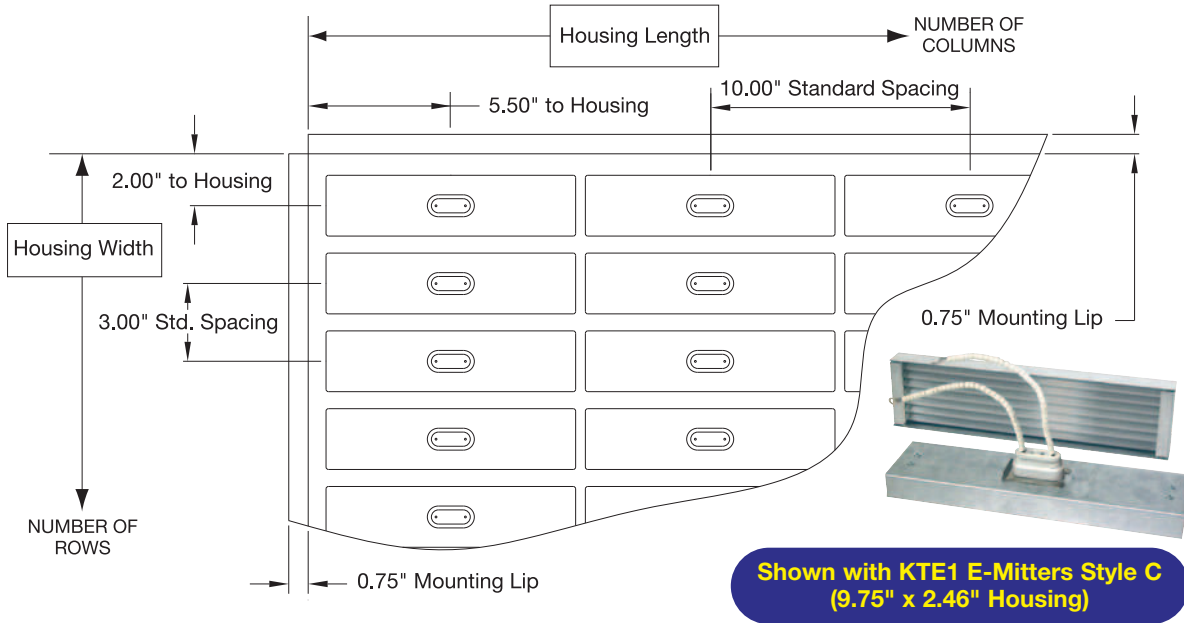 Housing Length
NUMBER OF
COLUMNS
5.50" to Housing
10.00" Standard Spacing
2.00" to Housing
Housing Width
3.00" Std. Spacing
0.75" Mounting Lip
NUMBER OF
ROWS
0.75" Mounting Lip
Shown with KTE1 E-Mitters Style C
(9.75" x 2.46" Housing)